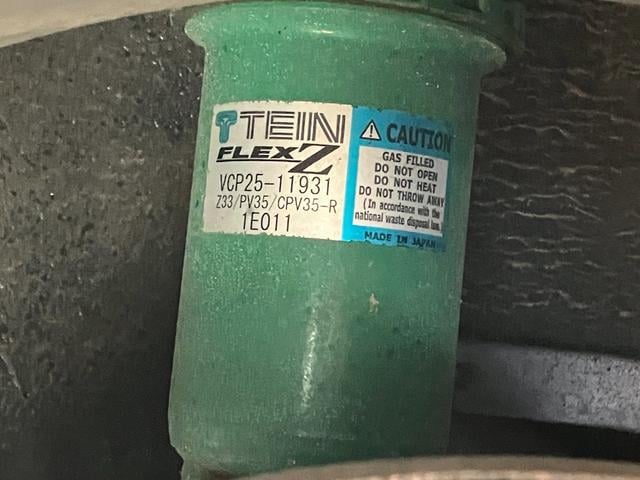 TEIN
FLEX Z
VCP25-11931
Z33/PV35/CPV35-R
1E011
⚠ CAUTION
GAS FILLED
DO NOT OPEN
DO NOT HEAT
DO NOT THROW AWAY
(In accordance with the
national waste disposal law.)
MADE IN JAPAN